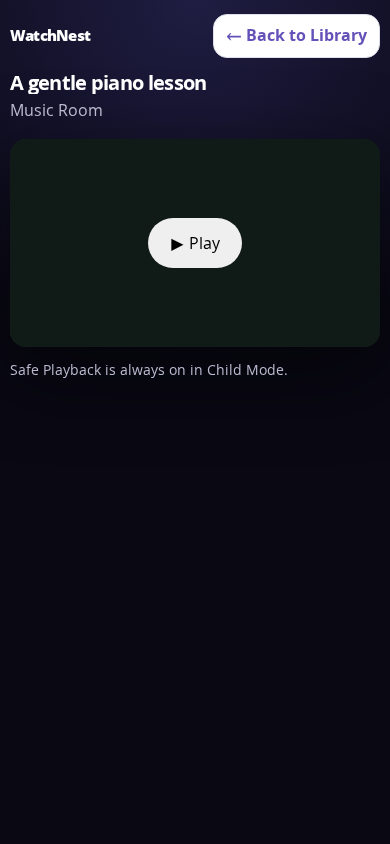 WatchNest
← Back to Library
A gentle piano lesson
Music Room
▶ Play
Safe Playback is always on in Child Mode.